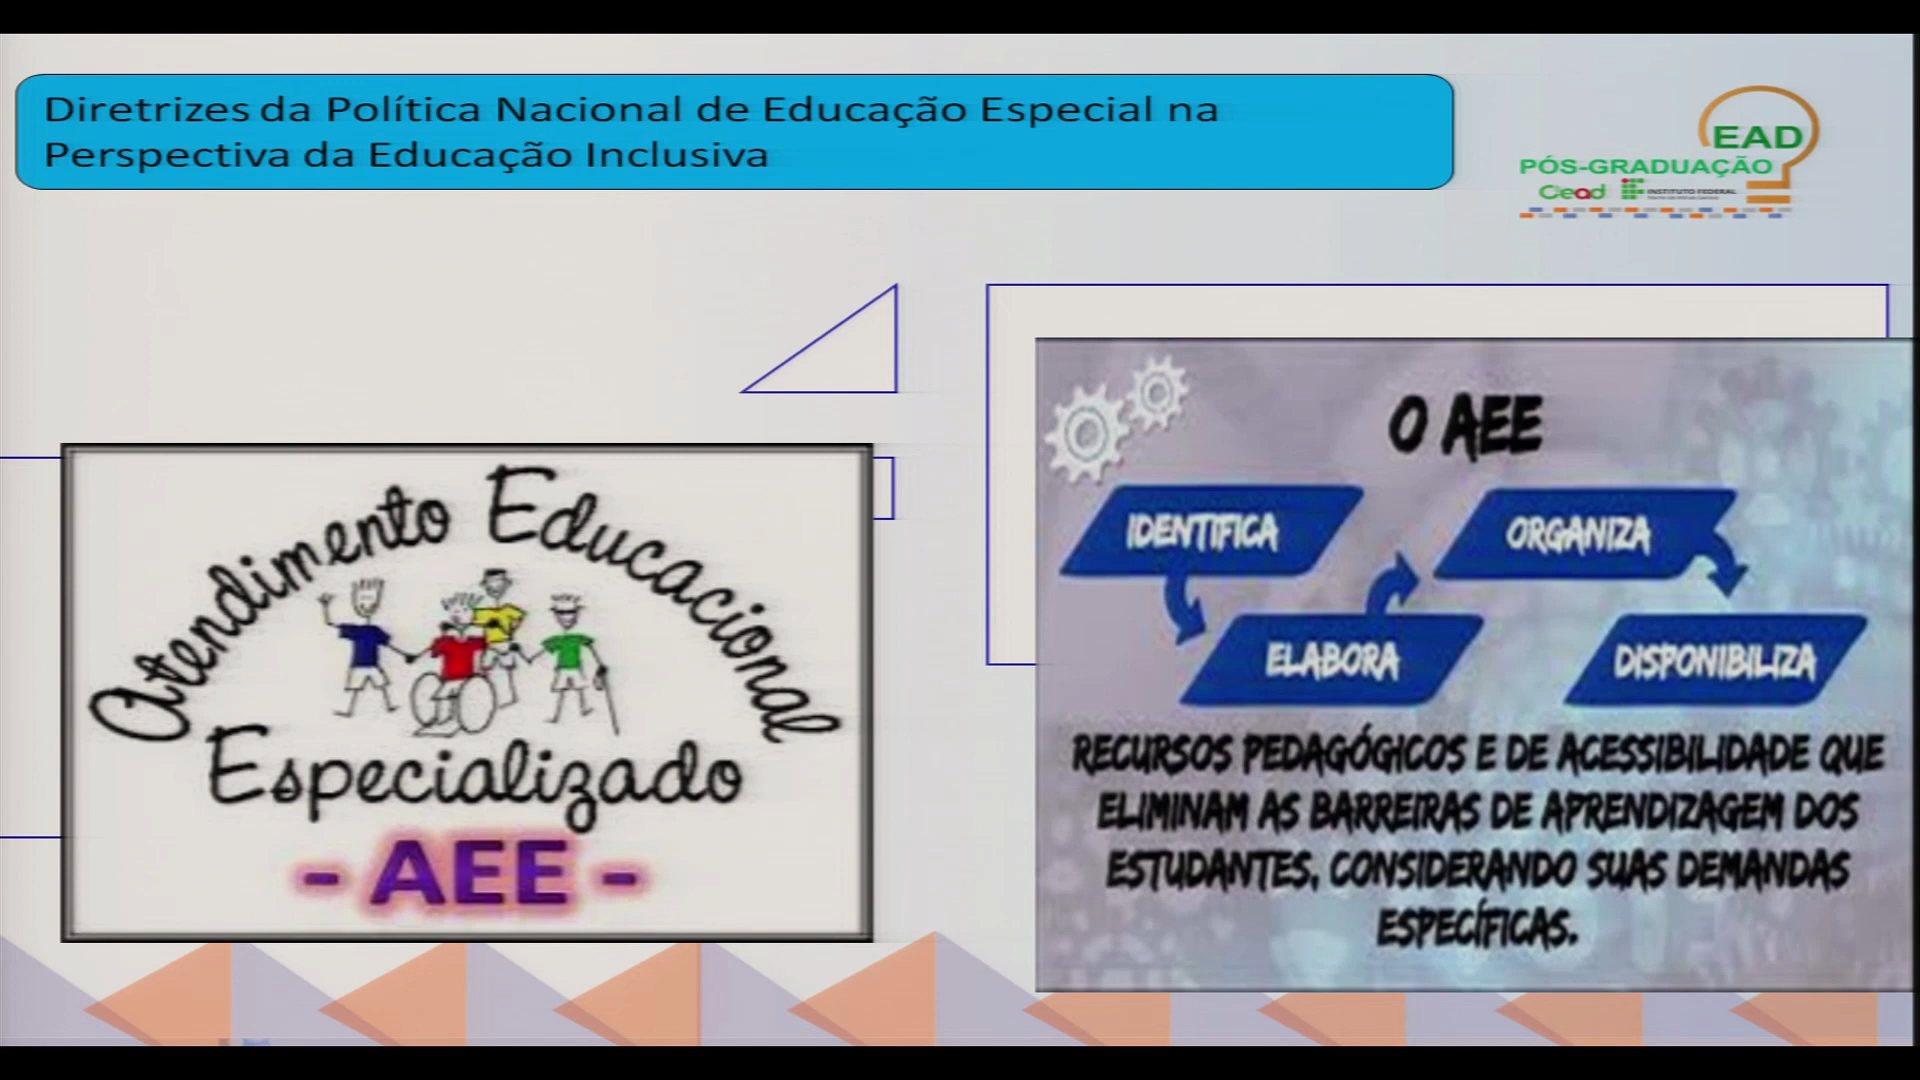 Diretrizes da Política Nacional de Educação Especial na
Perspectiva da Educação Inclusiva
EAD
PÓS-GRADUAÇÃO
Cead
INSTITUTO FEDERAL
Atendimento Educacional
Especializado
- AEE -
O AEE
IDENTIFICA
ORGANIZA
ELABORA
DISPONIBILIZA
RECURSOS PEDAGÓGICOS E DE ACESSIBILIDADE QUE
ELIMINAM AS BARREIRAS DE APRENDIZAGEM DOS
ESTUDANTES, CONSIDERANDO SUAS DEMANDAS
ESPECÍFICAS.